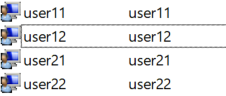 user11 user11
user12 user12
user21 user21
user22 user22